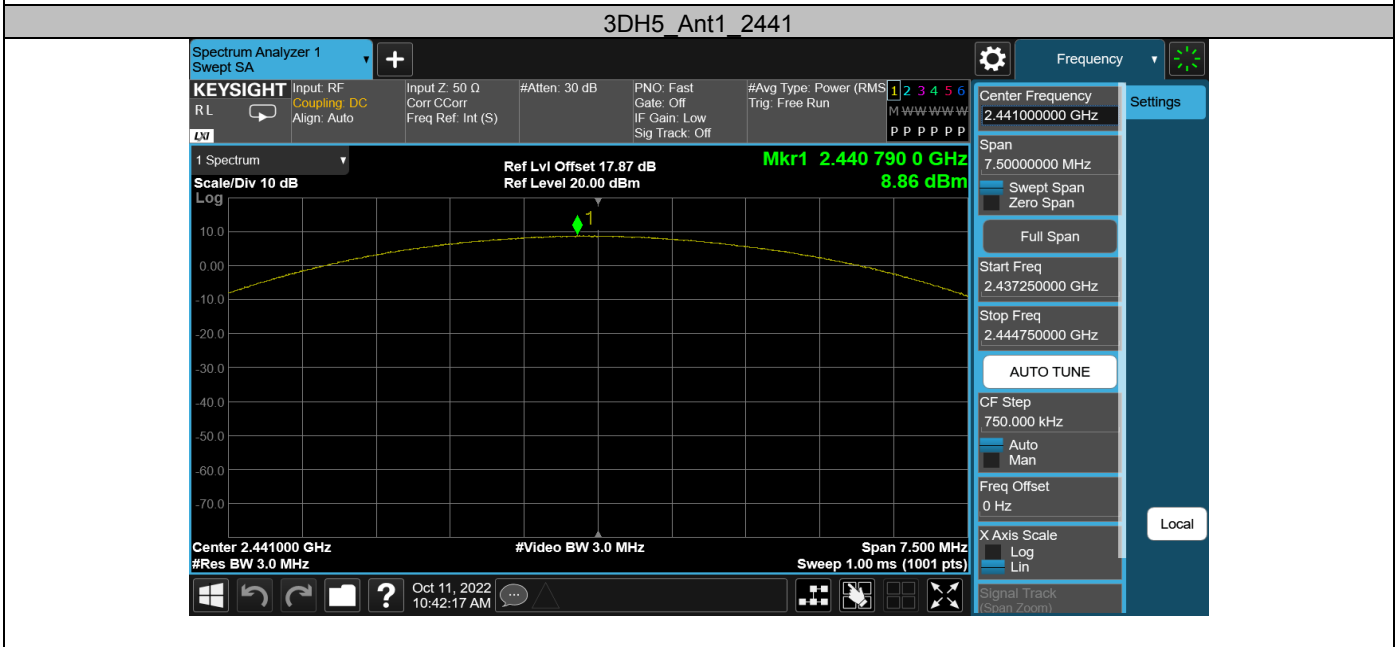 3DH5_Ant1_2441
Spectrum Analyzer 1
Swept SA
Frequency
KEYSIGHT
R L
LXI
Input: RF
Coupling: DC
Align: Auto
Input Z: 50 Ω
Corr CCorr
Freq Ref: Int (S)
#Atten: 30 dB
PNO: Fast
Gate: Off
IF Gain: Low
Sig Track: Off
#Avg Type: Power (RMS
Trig: Free Run
1 2 3 4 5 6
M W W W W W
P P P P P P
Center Frequency
2.441000000 GHz
Settings
Span
7.50000000 MHz
Swept Span
Zero Span
Full Span
Start Freq
2.437250000 GHz
Stop Freq
2.444750000 GHz
AUTO TUNE
CF Step
750.000 kHz
Auto
Man
Freq Offset
0 Hz
X Axis Scale
Log
Lin
Signal Track
(Span Zoom)
Local
1 Spectrum
Scale/Div 10 dB
Log
Ref Lvl Offset 17.87 dB
Ref Level 20.00 dBm
Mkr1 2.440 790 0 GHz
8.86 dBm
1
10.0
0.00
-10.0
-20.0
-30.0
-40.0
-50.0
-60.0
-70.0
Center 2.441000 GHz
#Video BW 3.0 MHz
Span 7.500 MHz
#Res BW 3.0 MHz
Sweep 1.00 ms (1001 pts)
?
Oct 11, 2022
10:42:17 AM